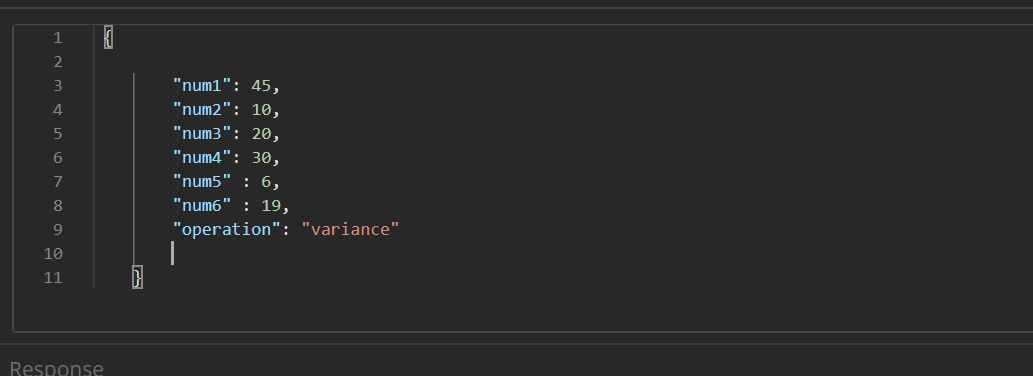 1 {
2
3 "num1": 45,
4 "num2": 10,
5 "num3": 20,
6 "num4": 30,
7 "num5" : 6,
8 "num6" : 19,
9 "operation": "variance"
10
11 }
Response